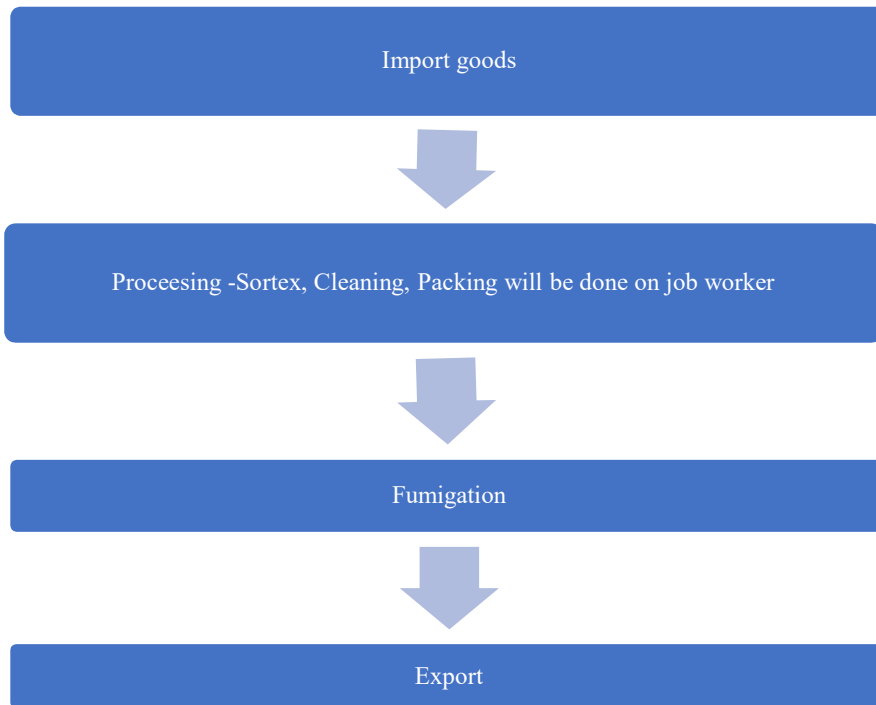 Import goods
Proceesing -Sortex, Cleaning, Packing will be done on job worker
Fumigation
Export